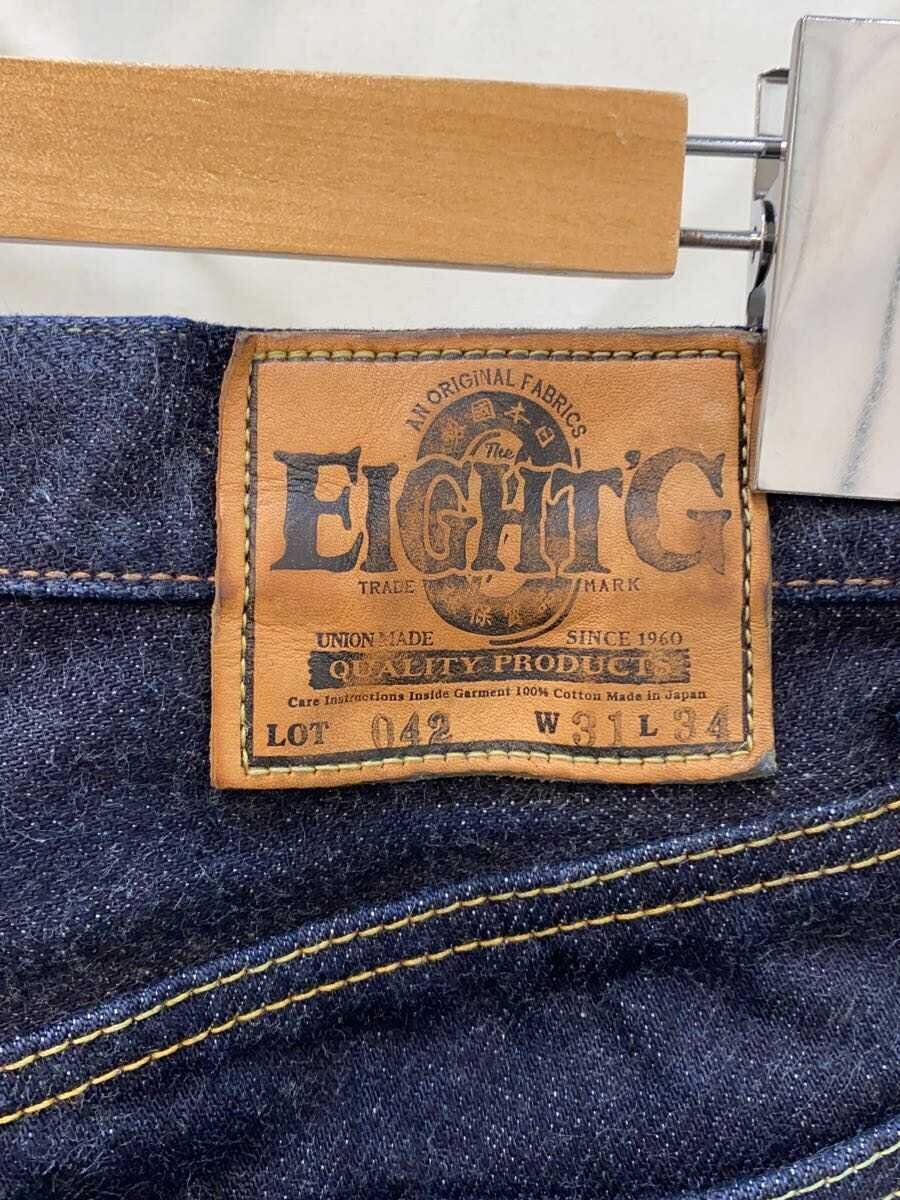 AN ORIGINAL FABRICS
The
EIGHT'G
TRADE MARK
UNION MADE SINCE 1960
QUALITY PRODUCTS
Care Instructions Inside Garment 100% Cotton Made in Japan
LOT 042 W 31 L 34